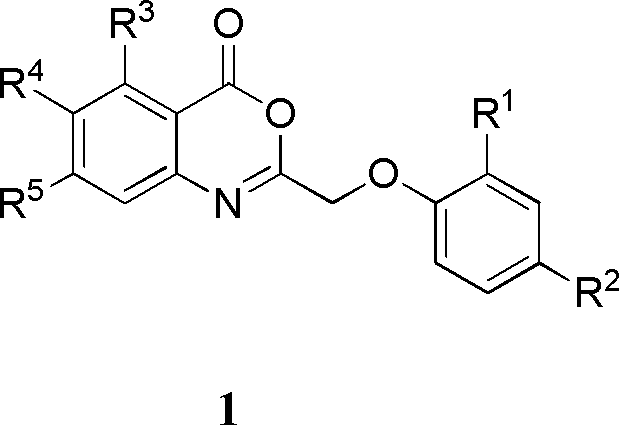 R³
O
R⁴
O
R¹
R⁵
N
O
R²
1